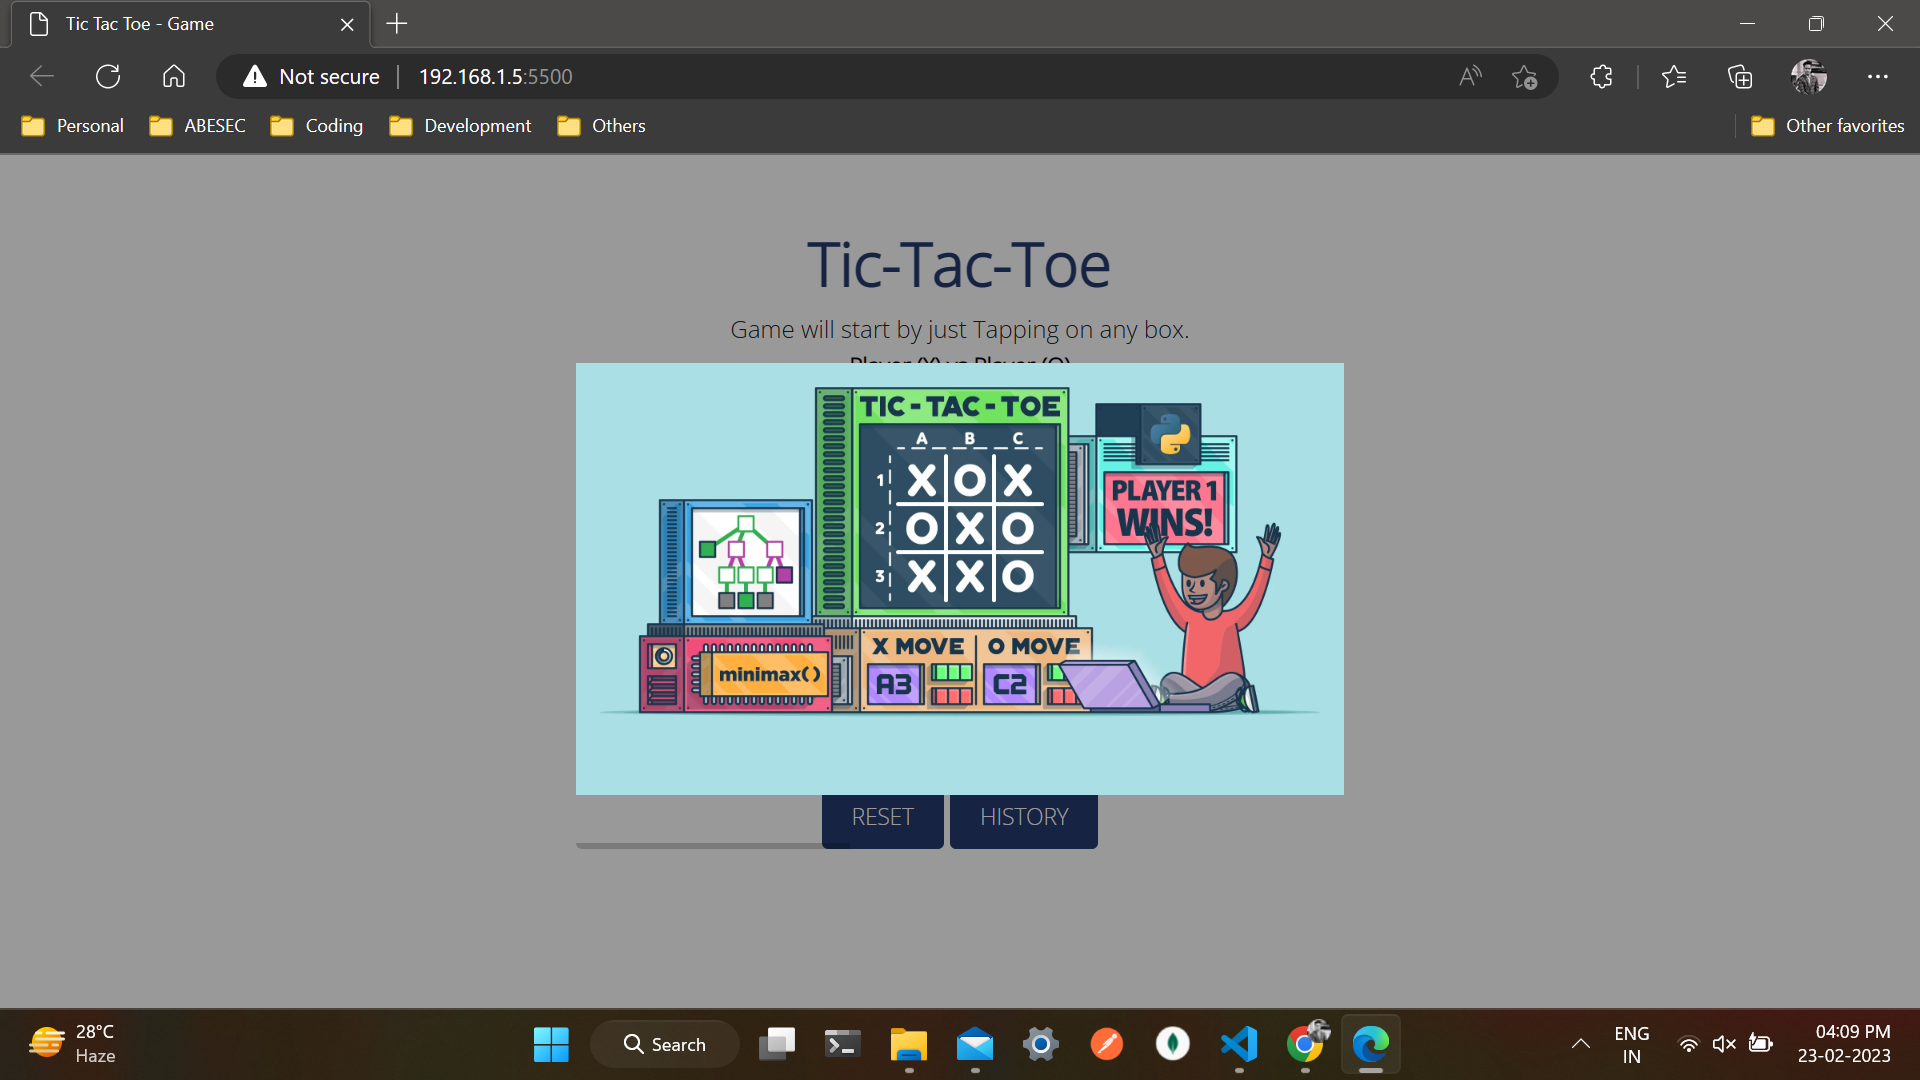 Tic Tac Toe - Game
Not secure
192.168.1.5:5500
Personal
ABESEC
Coding
Development
Others
Other favorites
Tic-Tac-Toe
Game will start by just Tapping on any box.
Player (X) vs Player (O)
TIC-TAC-TOE
A B C
1 X O X
2 O X O
3 X X O
PLAYER 1
WINS!
minimax()
X MOVE
O MOVE
A3
C2
RESET
HISTORY
28°C
Haze
Search
ENG
IN
04:09 PM
23-02-2023